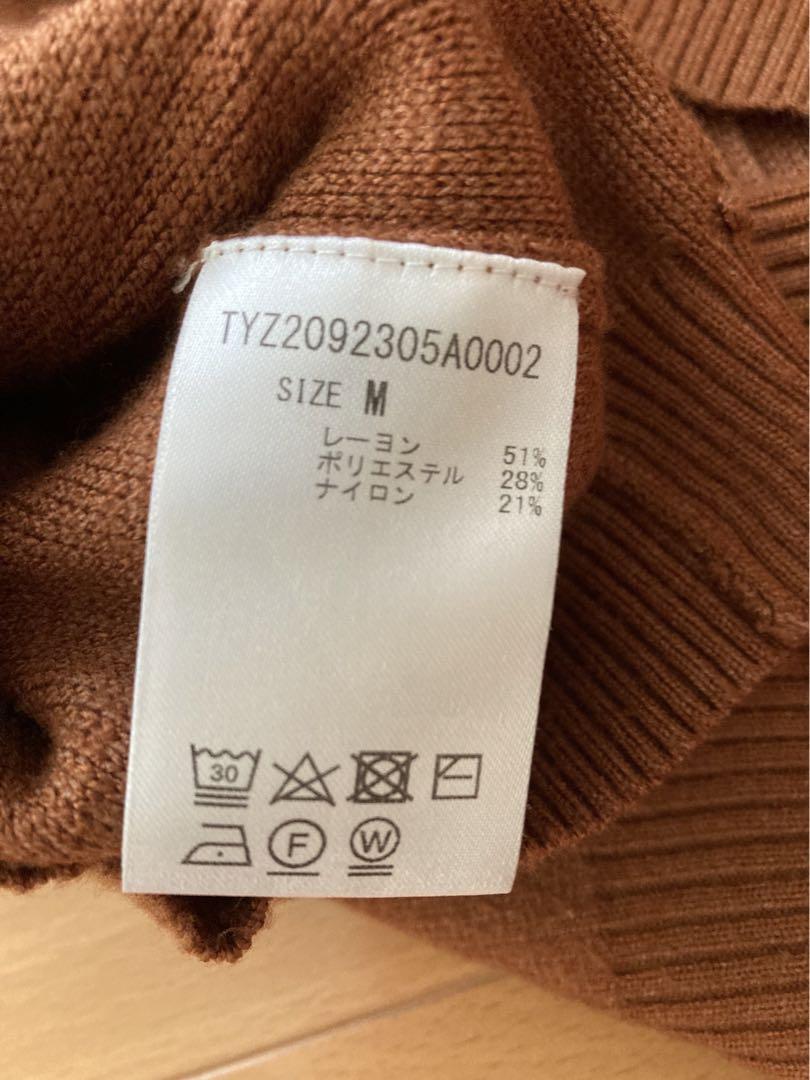 TYZ2092305A0002
SIZE M
レーヨン 51%
ポリエステル 28%
ナイロン 21%
30
F W